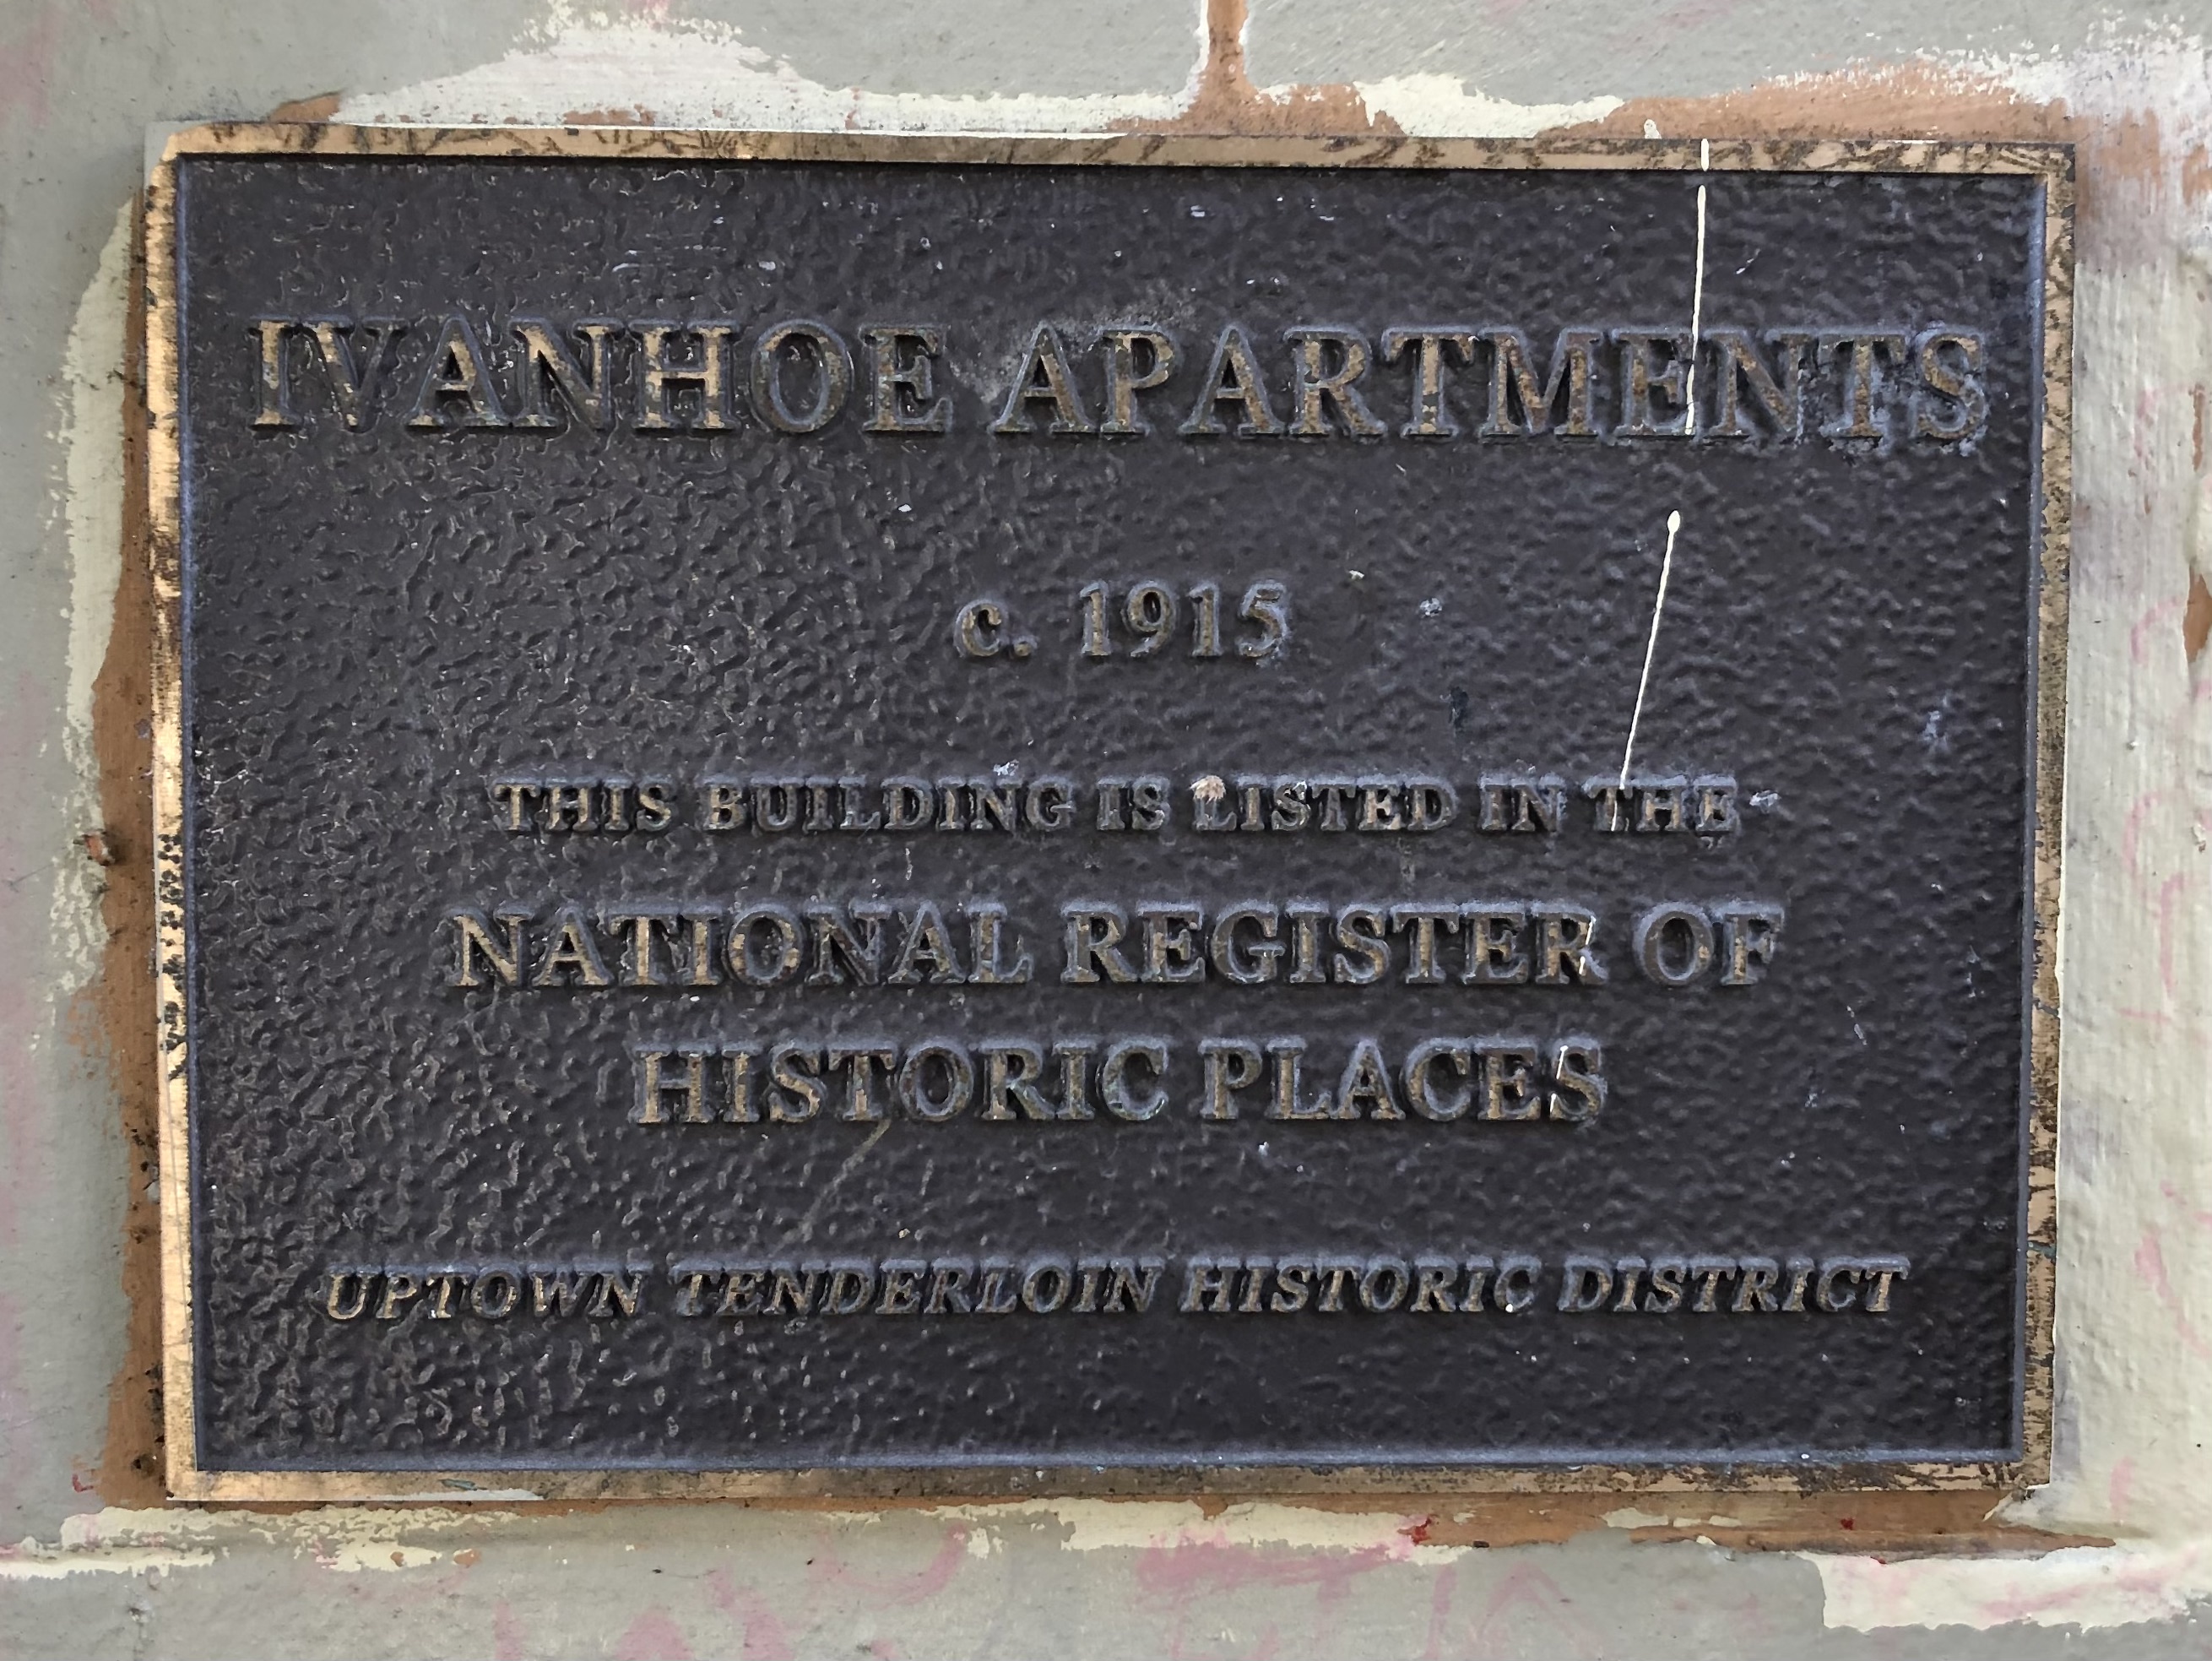 IVANHOE APARTMENTS
c. 1915
THIS BUILDING IS LISTED IN THE
NATIONAL REGISTER OF
HISTORIC PLACES
UPTOWN TENDERLOIN HISTORIC DISTRICT